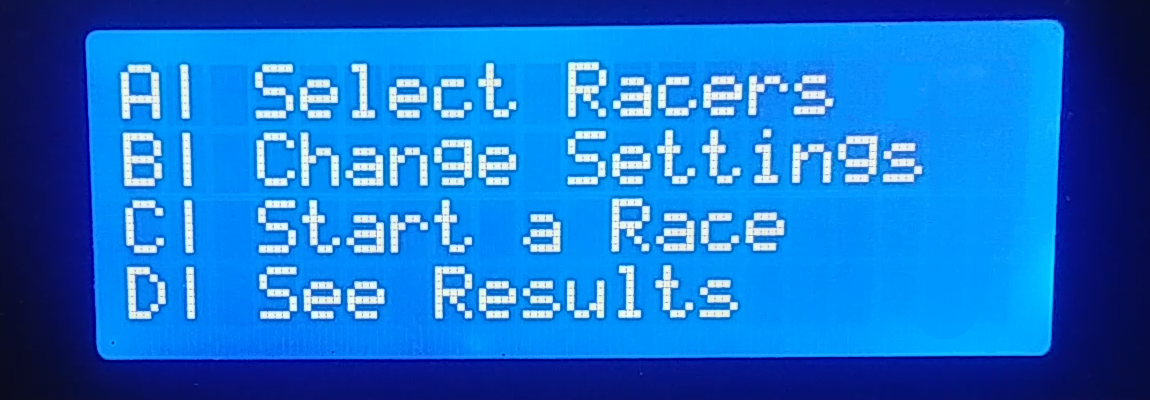 A| Select Racers
B| Change Settings
C| Start a Race
D| See Results